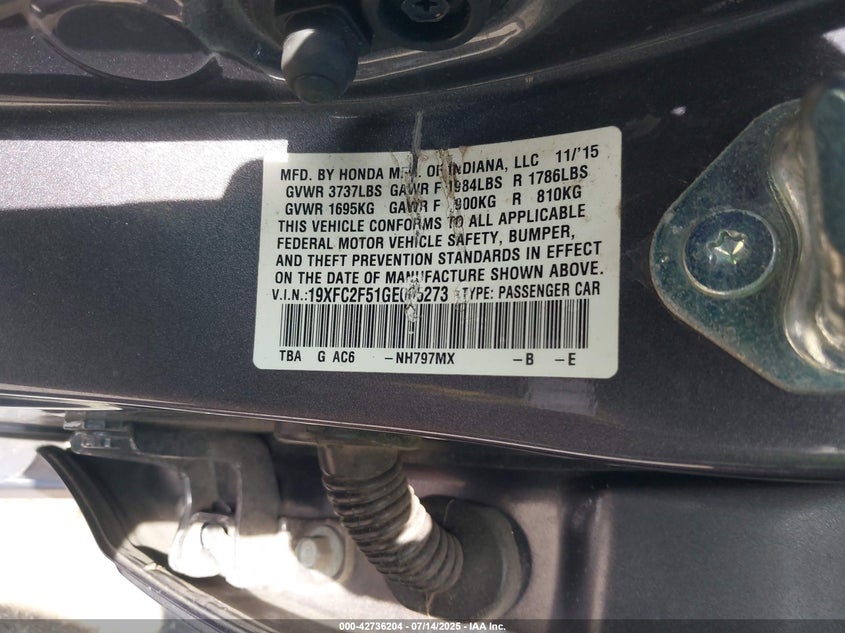 MFD. BY HONDA OF INDIANA, LLC 11/'15
GVWR 3737LBS GAWR F 1984LBS R 1786LBS
GVWR 1695KG GAWR F 900KG R 810KG
THIS VEHICLE CONFORMS TO ALL APPLICABLE
FEDERAL MOTOR VEHICLE SAFETY, BUMPER,
AND THEFT PREVENTION STANDARDS IN EFFECT
ON THE DATE OF MANUFACTURE SHOWN ABOVE.
V.I.N.: TYPE: PASSENGER CAR
TBA G AC6 -NH797MX -B -E
000-42736204 - 07/14/2025 - IAA Inc.